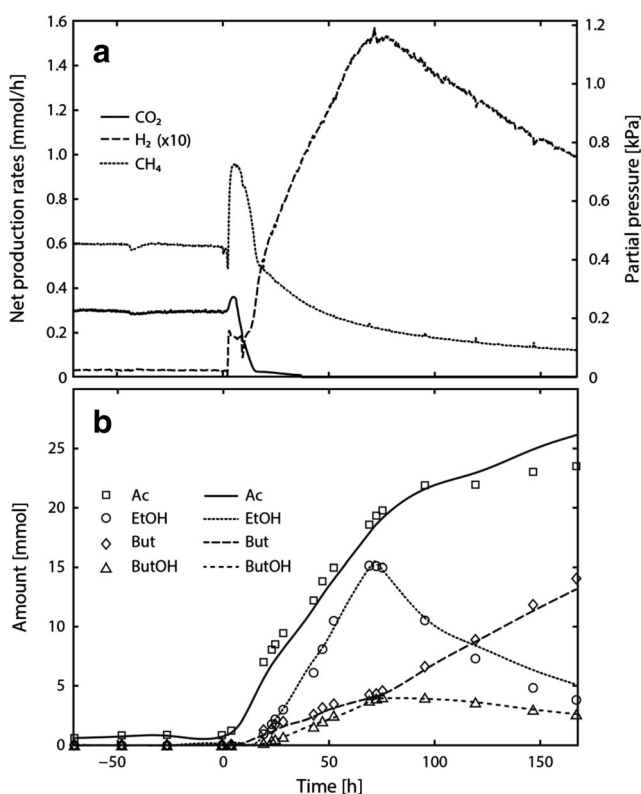 a
1.6
1.4
1.2
1.0
0.8
0.6
0.4
0.2
0
Net production rates [mmol/h]
CO₂
H₂ (x10)
CH₄
1.2
1.0
0.8
0.6
0.4
0.2
0
Partial pressure [kPa]
b
25
20
15
10
5
0
Amount [mmol]
Ac Ac
EtOH EtOH
But But
ButOH ButOH
−50 0 50 100 150
Time [h]